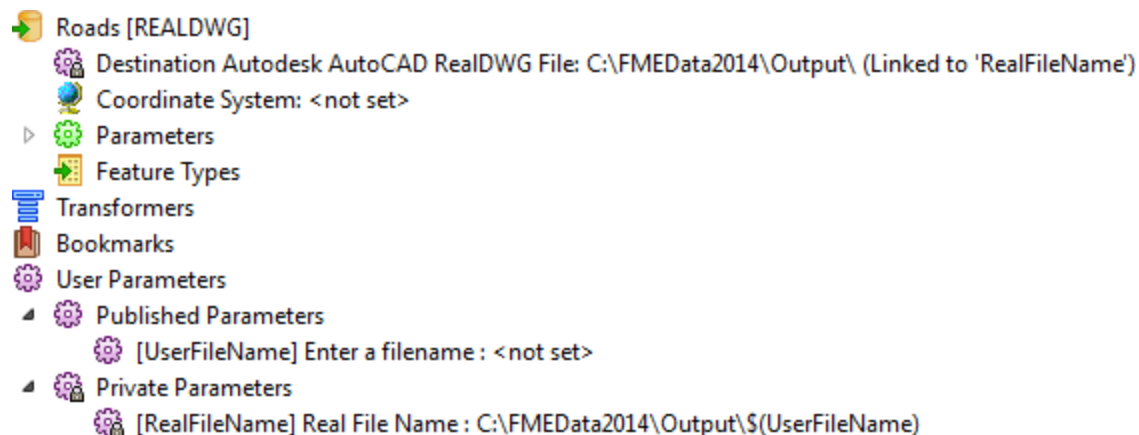 Roads [REALDWG]
Destination Autodesk AutoCAD RealDWG File: C:\FMEData2014\Output\ (Linked to 'RealFileName')
Coordinate System: <not set>
Parameters
Feature Types
Transformers
Bookmarks
User Parameters
Published Parameters
[UserFileName] Enter a filename : <not set>
Private Parameters
[RealFileName] Real File Name : C:\FMEData2014\Output\$(UserFileName)